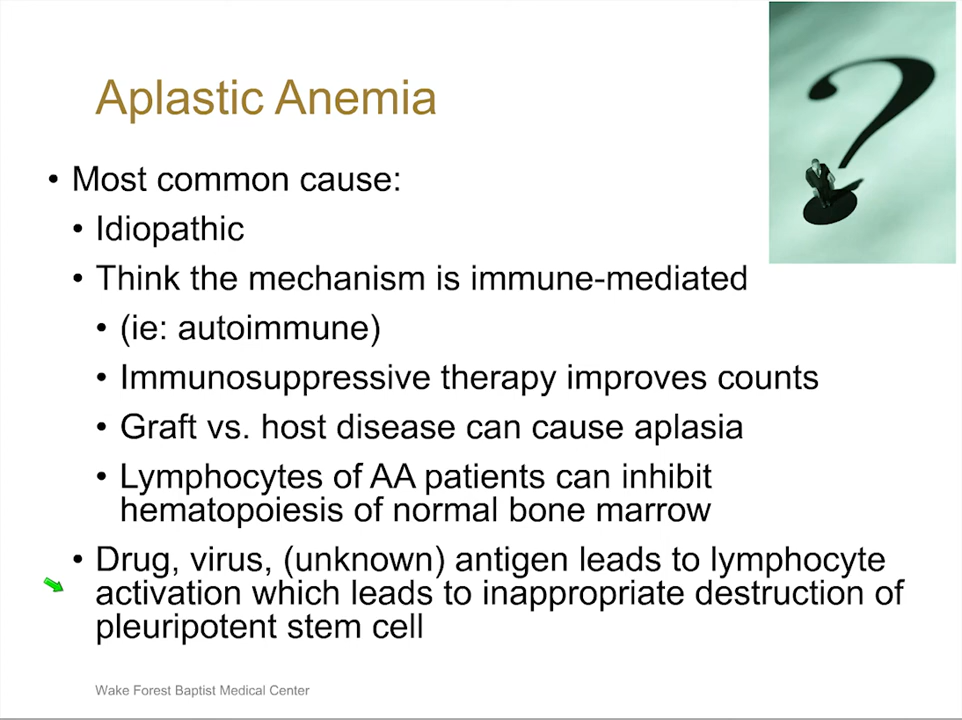 Aplastic Anemia
• Most common cause:
• Idiopathic
• Think the mechanism is immune-mediated
• (ie: autoimmune)
• Immunosuppressive therapy improves counts
• Graft vs. host disease can cause aplasia
• Lymphocytes of AA patients can inhibit
hematopoiesis of normal bone marrow
• Drug, virus, (unknown) antigen leads to lymphocyte
activation which leads to inappropriate destruction of
pleuripotent stem cell
Wake Forest Baptist Medical Center